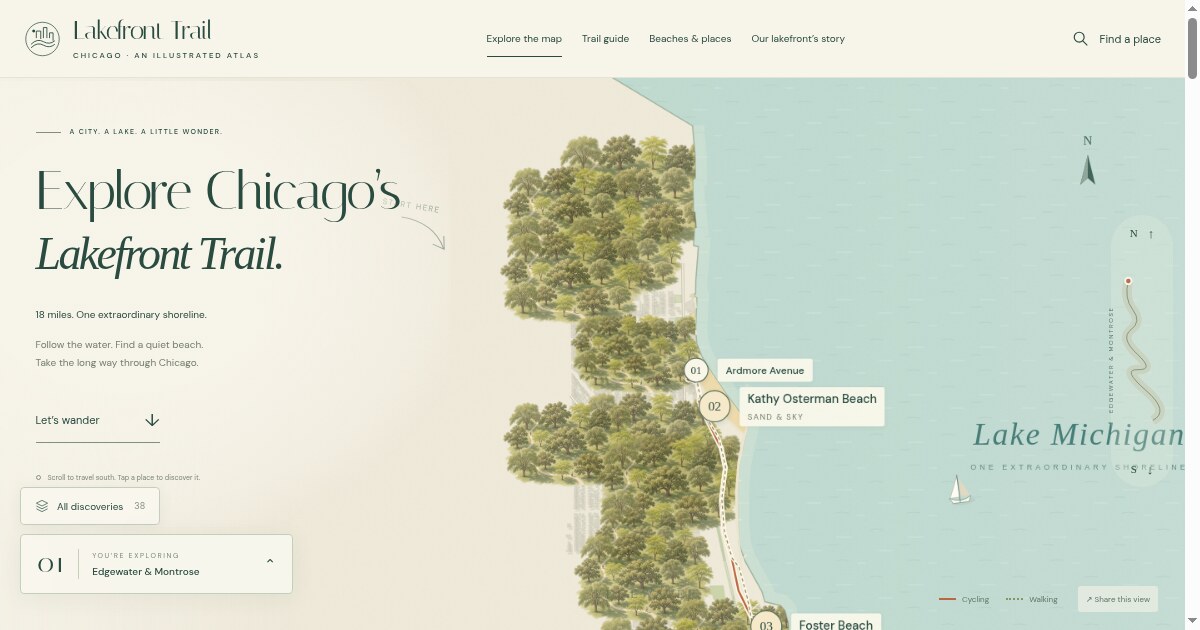 Lakefront Trail
CHICAGO · AN ILLUSTRATED ATLAS
Explore the map
Trail guide
Beaches & places
Our lakefront's story
Find a place
A CITY. A LAKE. A LITTLE WONDER.
Explore Chicago's
Lakefront Trail.
START HERE
18 miles. One extraordinary shoreline.
Follow the water. Find a quiet beach.
Take the long way through Chicago.
Let's wander
Scroll to travel south. Tap a place to discover it.
All discoveries 38
01
YOU'RE EXPLORING
Edgewater & Montrose
01 Ardmore Avenue
02 Kathy Osterman Beach
SAND & SKY
03 Foster Beach
N
N ↑
EDGEWATER & MONTROSE
Lake Michigan
ONE EXTRAORDINARY SHORELINE
S ↓
Cycling
Walking
↗ Share this view